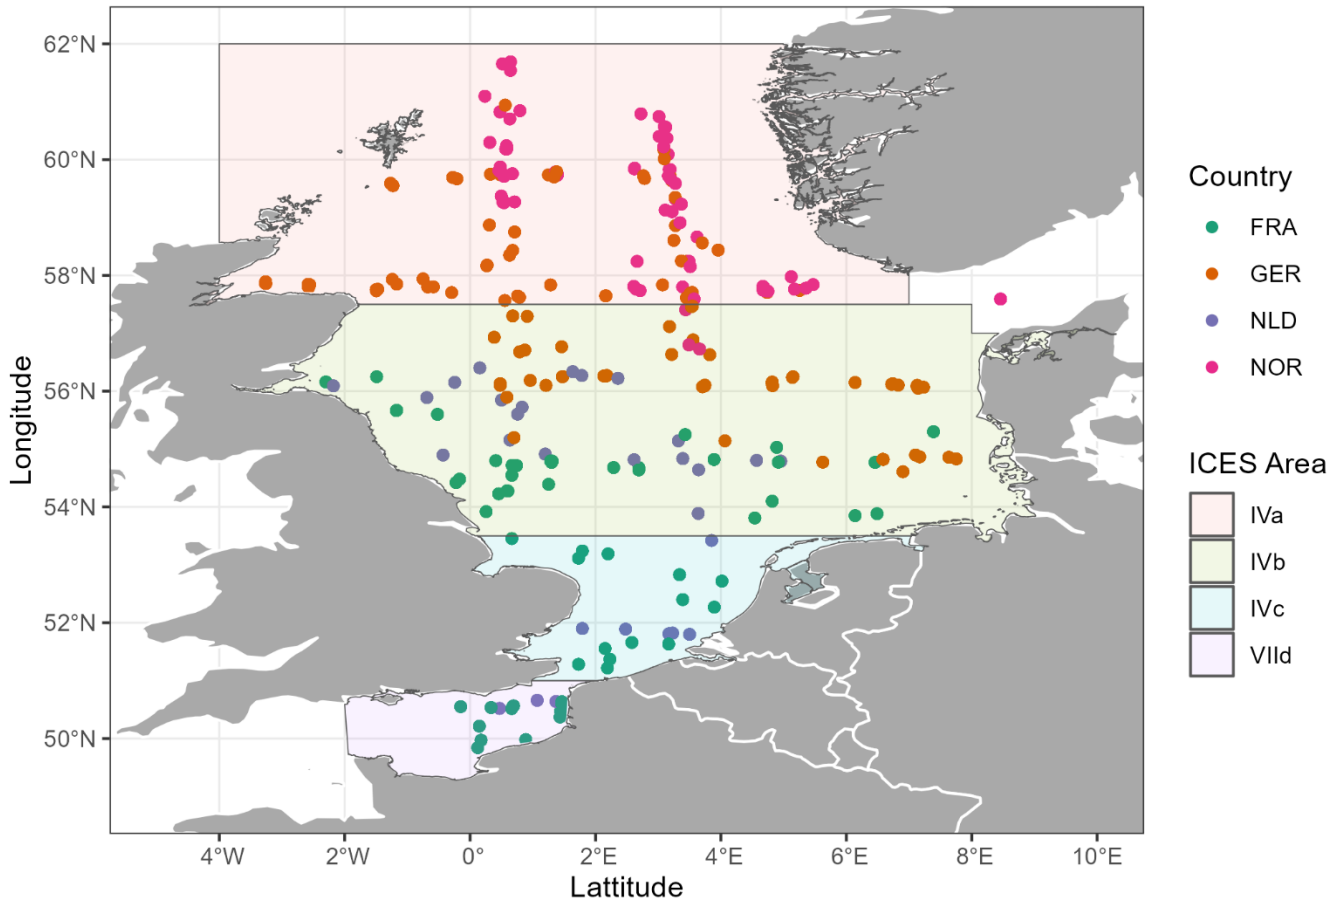 62°N
60°N
58°N
56°N
54°N
52°N
50°N
Longitude
4°W
2°W
0°
2°E
4°E
6°E
8°E
10°E
Lattitude
Country
FRA
GER
NLD
NOR
ICES Area
IVa
IVb
IVc
VIId